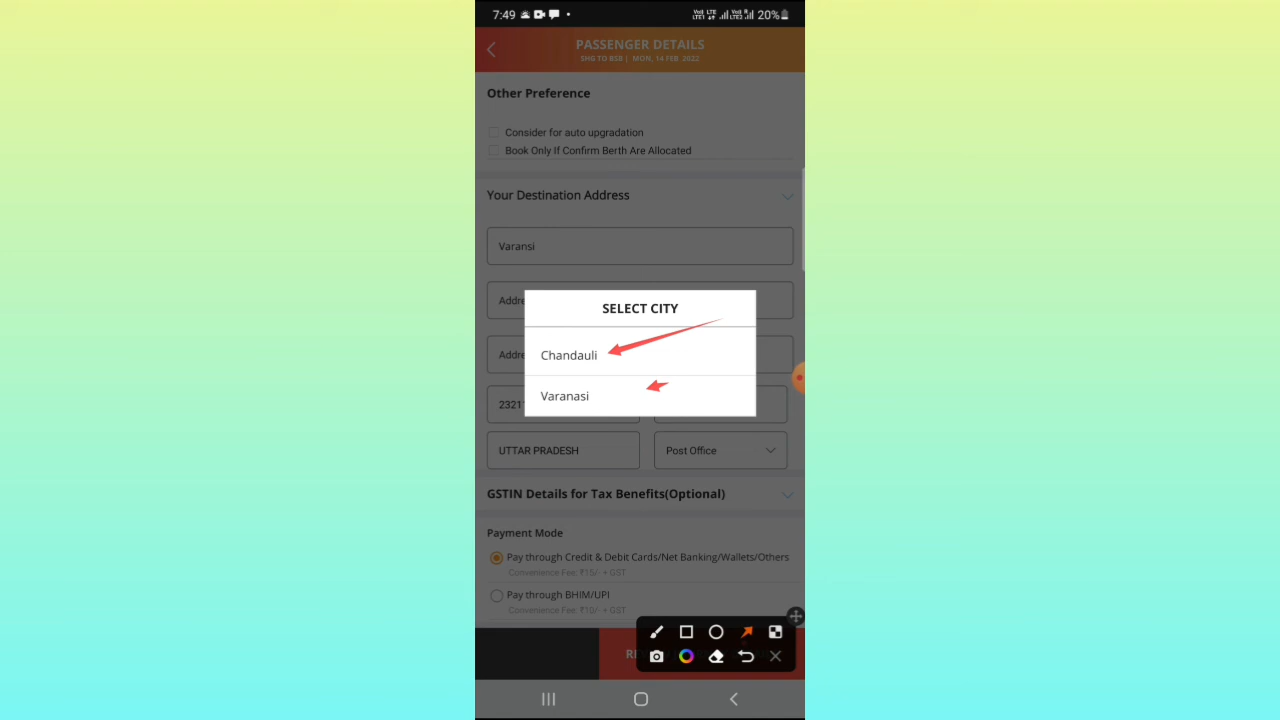 7:49
20%
PASSENGER DETAILS
SHG TO BSB | MON, 14 FEB 2022
Other Preference
Consider for auto upgradation
Book Only If Confirm Berth Are Allocated
Your Destination Address
Varansi
Addre
SELECT CITY
Chandauli
Addre
Varanasi
2321
UTTAR PRADESH
Post Office
GSTIN Details for Tax Benefits(Optional)
Payment Mode
Pay through Credit & Debit Cards/Net Banking/Wallets/Others
Convenience Fee: ₹15/- + GST
Pay through BHIM/UPI
Convenience Fee: ₹10/- + GST